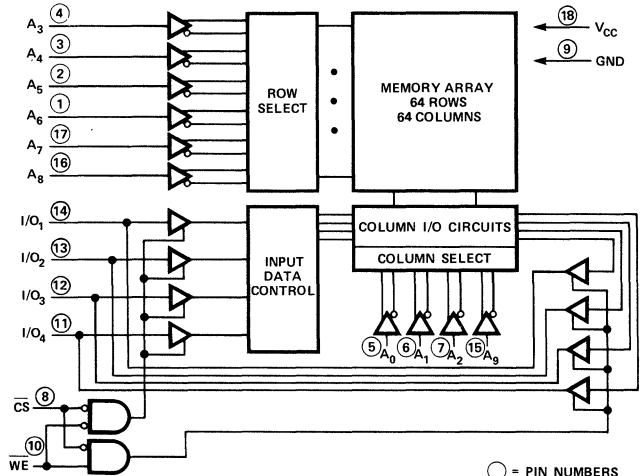 4
A3
3
A4
2
A5
1
A6
17
A7
16
A8
ROW
SELECT
MEMORY ARRAY
64 ROWS
64 COLUMNS
18
VCC
9
GND
14
I/O1
13
I/O2
12
I/O3
11
I/O4
INPUT
DATA
CONTROL
COLUMN I/O CIRCUITS
COLUMN SELECT
5 A0
6 A1
7 A2
15 A9
8
CS
10
WE
= PIN NUMBERS